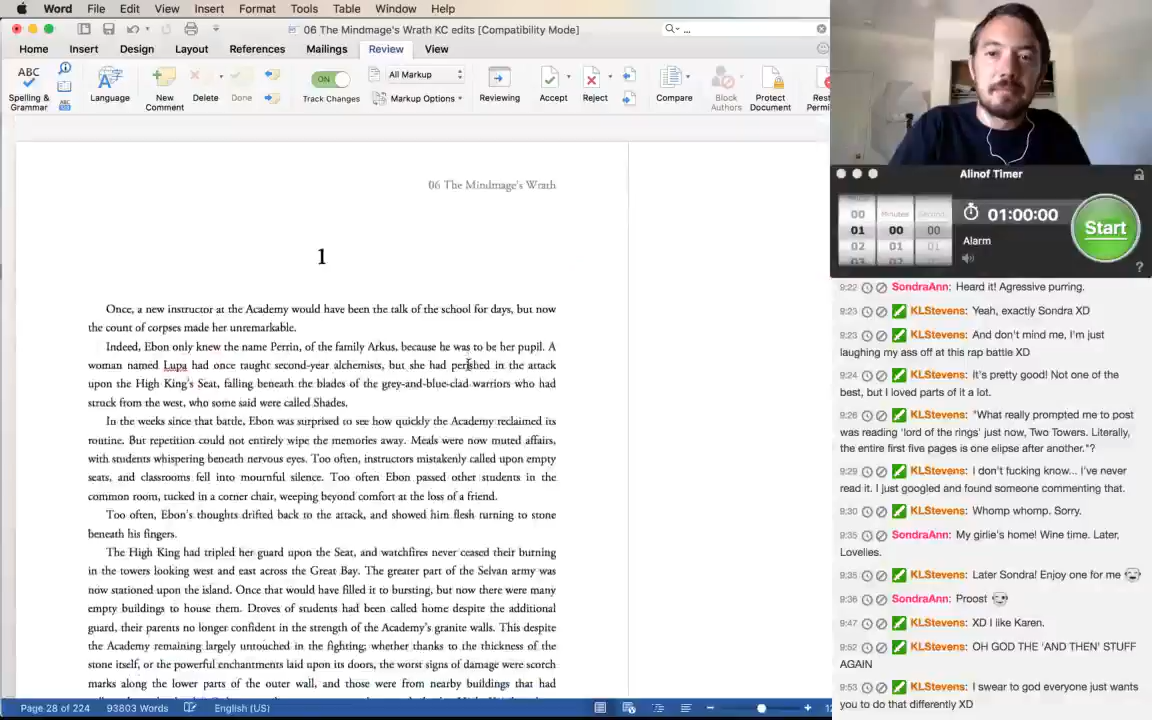 Word File Edit View Insert Format Tools Table Window Help
06 The Mindmage's Wrath KC edits [Compatibility Mode]
Home Insert Design Layout References Mailings Review View
ABC
Spelling & Grammar
Language
New Comment
Delete
Done
ON
Track Changes
All Markup
Markup Options
Reviewing
Accept
Reject
Compare
Block Authors
Protect Document
06 The Mindmage's Wrath
1
Once, a new instructor at the Academy would have been the talk of the school for days, but now
the count of corpses made her unremarkable.
Indeed, Ebon only knew the name Perrin, of the family Arkus, because he was to be her pupil. A
woman named Lupa had once taught second-year alchemists, but she had perished in the attack
upon the High King's Seat, falling beneath the blades of the grey-and-blue-clad warriors who had
struck from the west, who some said were called Shades.
In the weeks since that battle, Ebon was surprised to see how quickly the Academy reclaimed its
routine. But repetition could not entirely wipe the memories away. Meals were now muted affairs,
with students whispering beneath nervous eyes. Too often, instructors mistakenly called upon empty
seats, and classrooms fell into mournful silence. Too often Ebon passed other students in the
common room, tucked in a corner chair, weeping beyond comfort at the loss of a friend.
Too often, Ebon's thoughts drifted back to the attack, and showed him flesh turning to stone
beneath his fingers.
The High King had tripled her guard upon the Seat, and watchfires never ceased their burning
in the towers looking west and east across the Great Bay. The greater part of the Selvan army was
now stationed upon the island. Once that would have filled it to bursting, but now there were many
empty buildings to house them. Droves of students had been called home despite the additional
guard, their parents no longer confident in the strength of the Academy's granite walls. This despite
the Academy remaining largely untouched in the fighting; whether thanks to the thickness of the
stone itself, or the powerful enchantments laid upon its doors, the worst signs of damage were scorch
marks along the lower parts of the outer wall, and those were from nearby buildings that had
Page 28 of 224 93803 Words English (US)
Alinof Timer
00
01 00 00
02 01 01
Minutes
01:00:00
Alarm
Start
?
9:22 SondraAnn: Heard it! Agressive purring.
9:23 KLStevens: Yeah, exactly Sondra XD
9:23 KLStevens: And don't mind me, I'm just
laughing my ass off at this rap battle XD
9:24 KLStevens: It's pretty good! Not one of the
best, but I loved parts of it a lot.
9:26 KLStevens: "What really prompted me to post
was reading 'lord of the rings' just now, Two Towers. Literally,
the entire first five pages is one elipse after another."?
9:29 KLStevens: I don't fucking know... I've never
read it. I just googled and found someone commenting that.
9:30 KLStevens: Whomp whomp. Sorry.
9:35 SondraAnn: My girlie's home! Wine time. Later,
Lovelies.
9:35 KLStevens: Later Sondra! Enjoy one for me
9:36 SondraAnn: Proost
9:47 KLStevens: XD I like Karen.
9:52 KLStevens: OH GOD THE 'AND THEN' STUFF
AGAIN
9:53 KLStevens: I swear to god everyone just wants
you to do that differently XD